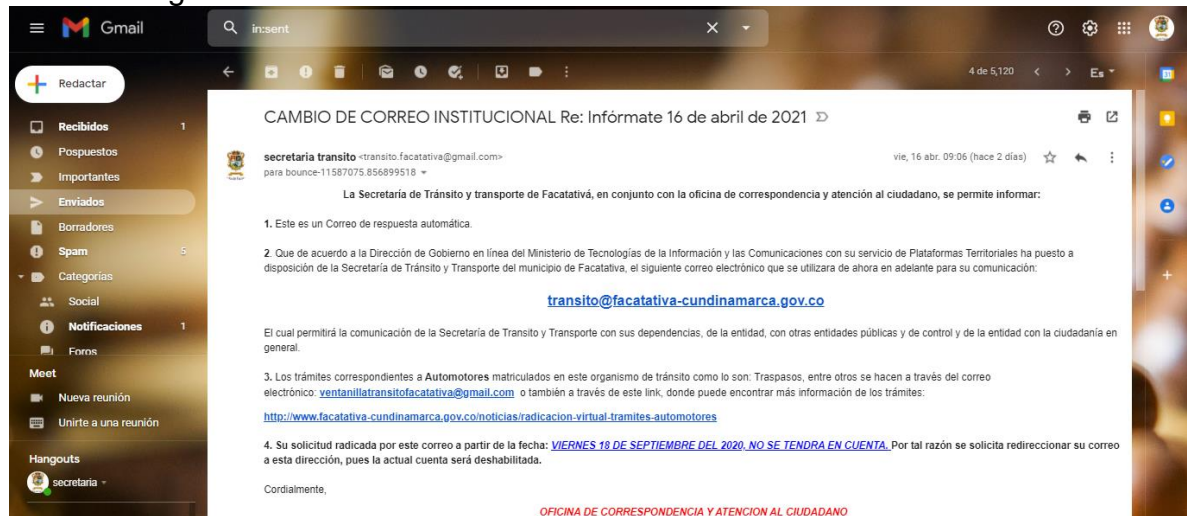 Gmail
in:sent
Redactar
4 de 5,120
Es
Recibidos 1
Pospuestos
Importantes
Enviados
Borradores
Spam 5
Categorías
Social
Notificaciones 1
Foros
Meet
Nueva reunión
Unirte a una reunión
Hangouts
secretaria
CAMBIO DE CORREO INSTITUCIONAL Re: Infórmate 16 de abril de 2021
secretaria transito <transito.facatativa@gmail.com>
vie, 16 abr. 09:06 (hace 2 días)
para bounce-11587075.856899518
La Secretaría de Tránsito y transporte de Facatativá, en conjunto con la oficina de correspondencia y atención al ciudadano, se permite informar:
1. Este es un Correo de respuesta automática.
2. Que de acuerdo a la Dirección de Gobierno en línea del Ministerio de Tecnologías de la Información y las Comunicaciones con su servicio de Plataformas Territoriales ha puesto a
disposición de la Secretaría de Tránsito y Transporte del municipio de Facatativa, el siguiente correo electrónico que se utilizara de ahora en adelante para su comunicación:
transito@facatativa-cundinamarca.gov.co
El cual permitirá la comunicación de la Secretaría de Transito y Transporte con sus dependencias, de la entidad, con otras entidades públicas y de control y de la entidad con la ciudadanía en
general.
3. Los trámites correspondientes a Automotores matriculados en este organismo de tránsito como lo son: Traspasos, entre otros se hacen a través del correo
electrónico: ventanillatransitofacatativa@gmail.com o también a través de este link, donde puede encontrar más información de los trámites:
http://www.facatativa-cundinamarca.gov.co/noticias/radicacion-virtual-tramites-automotores
4. Su solicitud radicada por este correo a partir de la fecha: VIERNES 18 DE SEPTIEMBRE DEL 2020, NO SE TENDRA EN CUENTA. Por tal razón se solicita redireccionar su correo
a esta dirección, pues la actual cuenta será deshabilitada.
Cordialmente,
OFICINA DE CORRESPONDENCIA Y ATENCION AL CIUDADANO